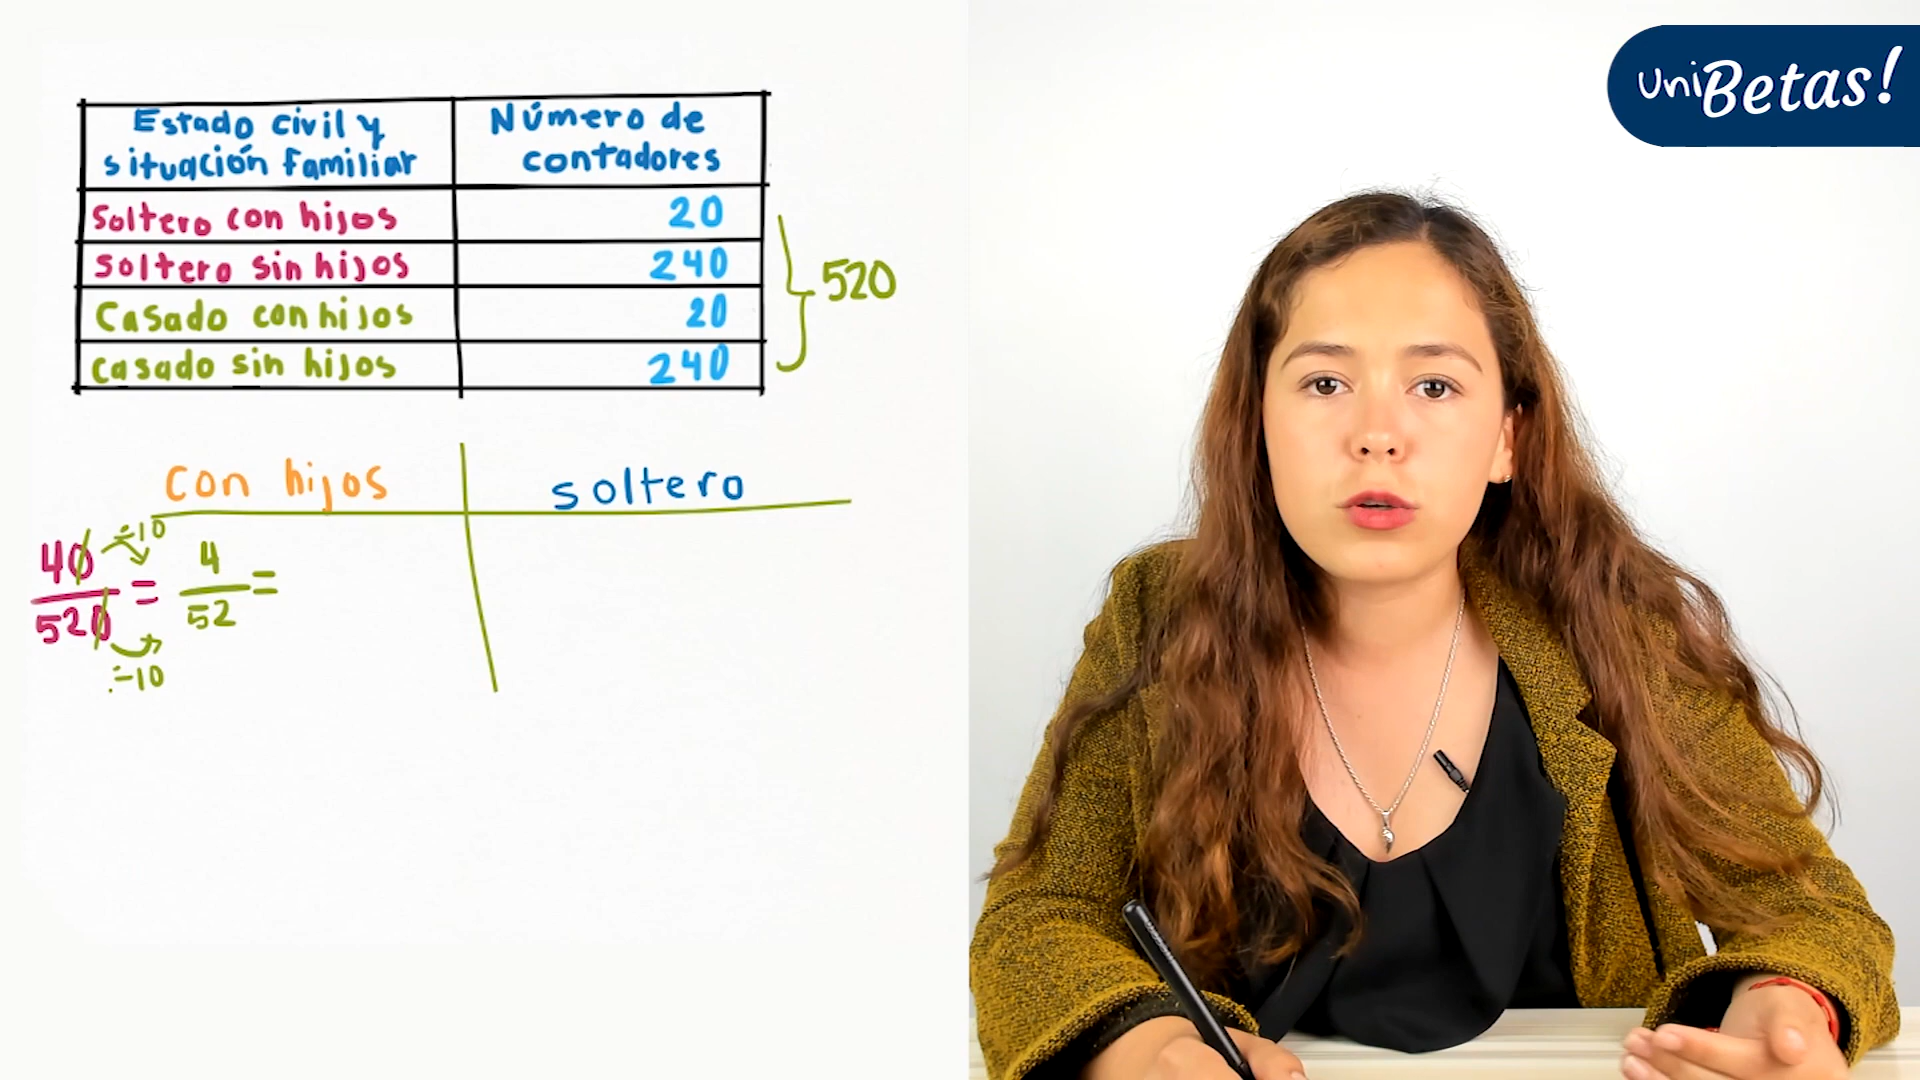 UniBetas!
Estado civil y
situación familiar
Número de
contadores
Soltero con hijos
20
Soltero sin hijos
240
Casado con hijos
20
casado sin hijos
240
520
con hijos
soltero
40/520 = 4/52 =
÷10
÷10